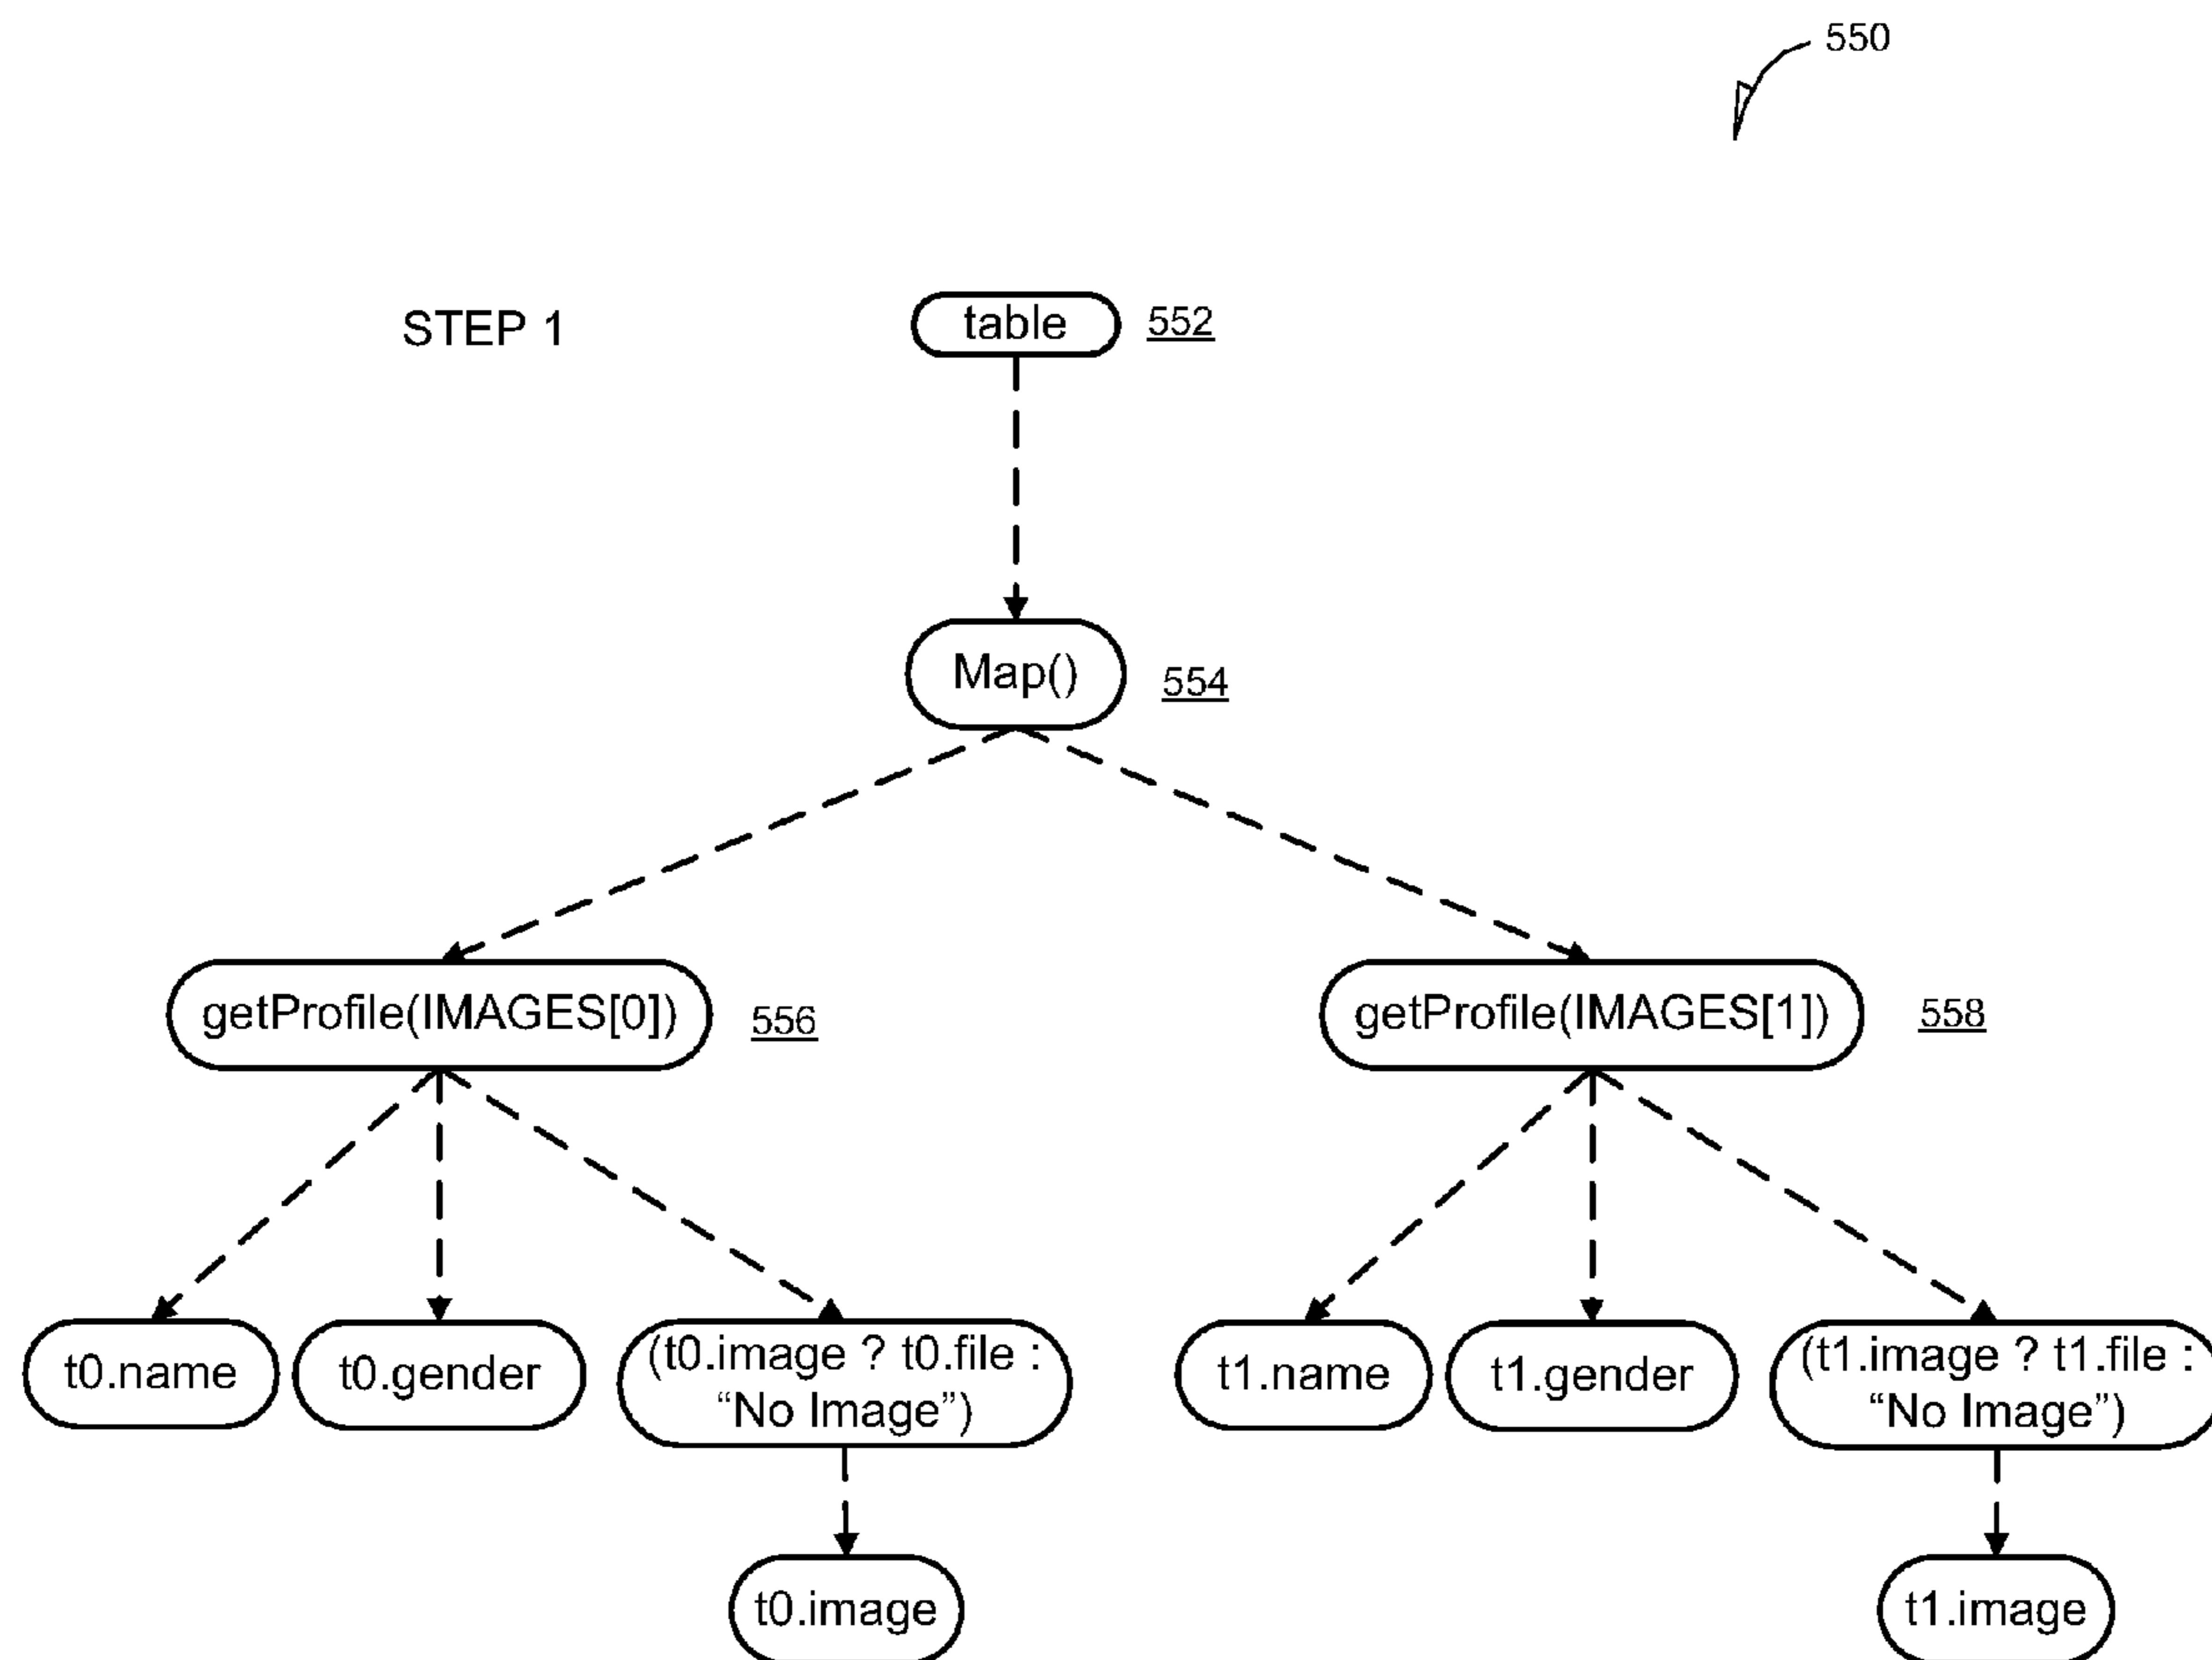 550
STEP 1
table
552
Map()
554
getProfile(IMAGES[0])
556
getProfile(IMAGES[1])
558
t0.name
t0.gender
(t0.image ? t0.file :
“No Image”)
t1.name
t1.gender
(t1.image ? t1.file :
“No Image”)
t0.image
t1.image